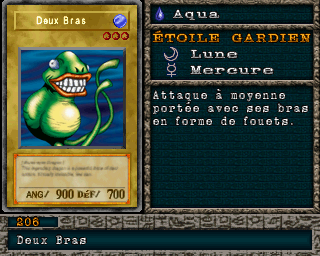 Deux Bras
ANG/ 900 DÉF/ 700
Aqua
ÉTOILE GARDIEN
Lune
Mercure
Attaque à moyenne
portée avec ses bras
en forme de fouets.
206
Deux Bras